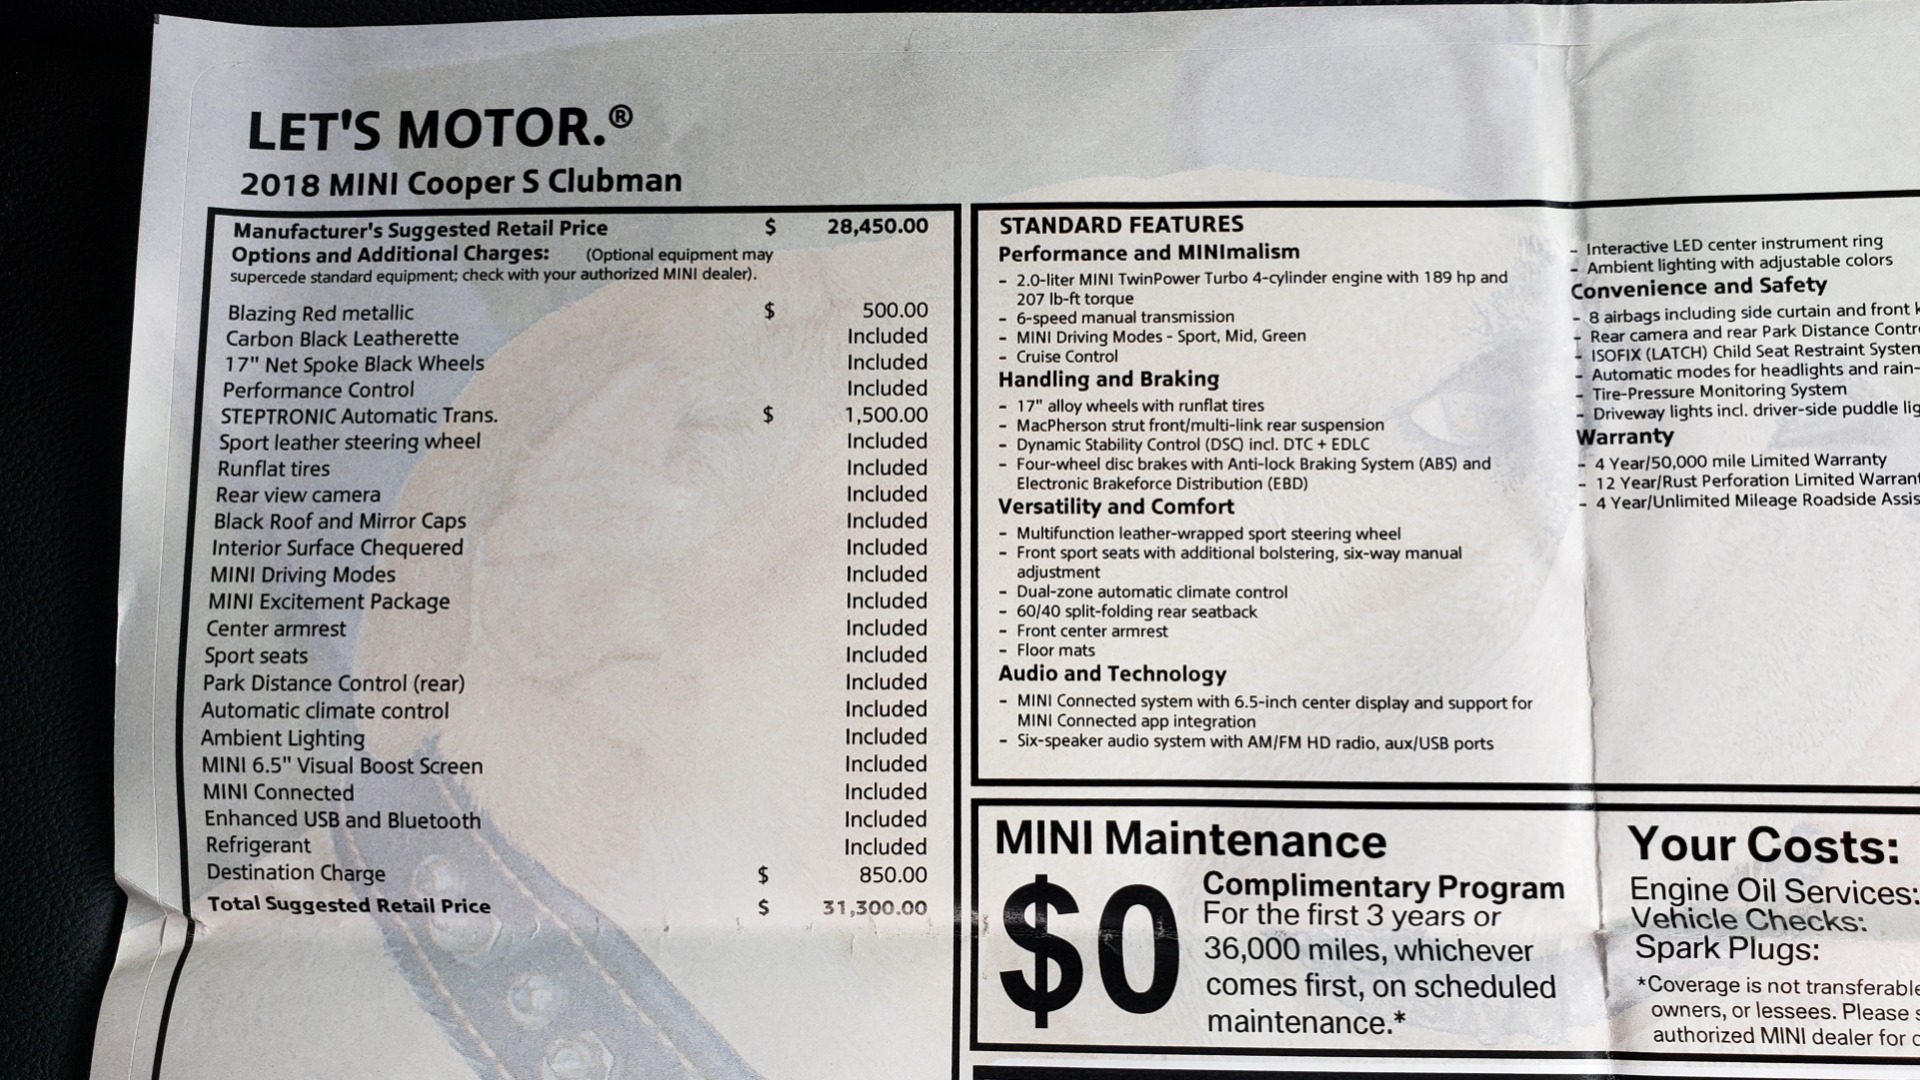 LET'S MOTOR.®
2018 MINI Cooper S Clubman
Manufacturer's Suggested Retail Price $ 28,450.00
Options and Additional Charges: (Optional equipment may
supercede standard equipment; check with your authorized MINI dealer).
Blazing Red metallic $ 500.00
Carbon Black Leatherette Included
17" Net Spoke Black Wheels Included
Performance Control Included
STEPTRONIC Automatic Trans. $ 1,500.00
Sport leather steering wheel Included
Runflat tires Included
Rear view camera Included
Black Roof and Mirror Caps Included
Interior Surface Chequered Included
MINI Driving Modes Included
MINI Excitement Package Included
Center armrest Included
Sport seats Included
Park Distance Control (rear) Included
Automatic climate control Included
Ambient Lighting Included
MINI 6.5" Visual Boost Screen Included
MINI Connected Included
Enhanced USB and Bluetooth Included
Refrigerant Included
Destination Charge $ 850.00
Total Suggested Retail Price $ 31,300.00
STANDARD FEATURES
Performance and MINImalism
- 2.0-liter MINI TwinPower Turbo 4-cylinder engine with 189 hp and
207 lb-ft torque
- 6-speed manual transmission
- MINI Driving Modes - Sport, Mid, Green
- Cruise Control
Handling and Braking
- 17" alloy wheels with runflat tires
- MacPherson strut front/multi-link rear suspension
- Dynamic Stability Control (DSC) incl. DTC + EDLC
- Four-wheel disc brakes with Anti-lock Braking System (ABS) and
Electronic Brakeforce Distribution (EBD)
Versatility and Comfort
- Multifunction leather-wrapped sport steering wheel
- Front sport seats with additional bolstering, six-way manual
adjustment
- Dual-zone automatic climate control
- 60/40 split-folding rear seatback
- Front center armrest
- Floor mats
Audio and Technology
- MINI Connected system with 6.5-inch center display and support for
MINI Connected app integration
- Six-speaker audio system with AM/FM HD radio, aux/USB ports
- Interactive LED center instrument ring
- Ambient lighting with adjustable colors
Convenience and Safety
- 8 airbags including side curtain and front
- Rear camera and rear Park Distance Contr
- ISOFIX (LATCH) Child Seat Restraint System
- Automatic modes for headlights and rain-
- Tire-Pressure Monitoring System
- Driveway lights incl. driver-side puddle lig
Warranty
- 4 Year/50,000 mile Limited Warranty
- 12 Year/Rust Perforation Limited Warrant
- 4 Year/Unlimited Mileage Roadside Assis
MINI Maintenance
$0
Complimentary Program
For the first 3 years or
36,000 miles, whichever
comes first, on scheduled
maintenance.*
Your Costs:
Engine Oil Services:
Vehicle Checks:
Spark Plugs:
*Coverage is not transferable
owners, or lessees. Please
authorized MINI dealer for